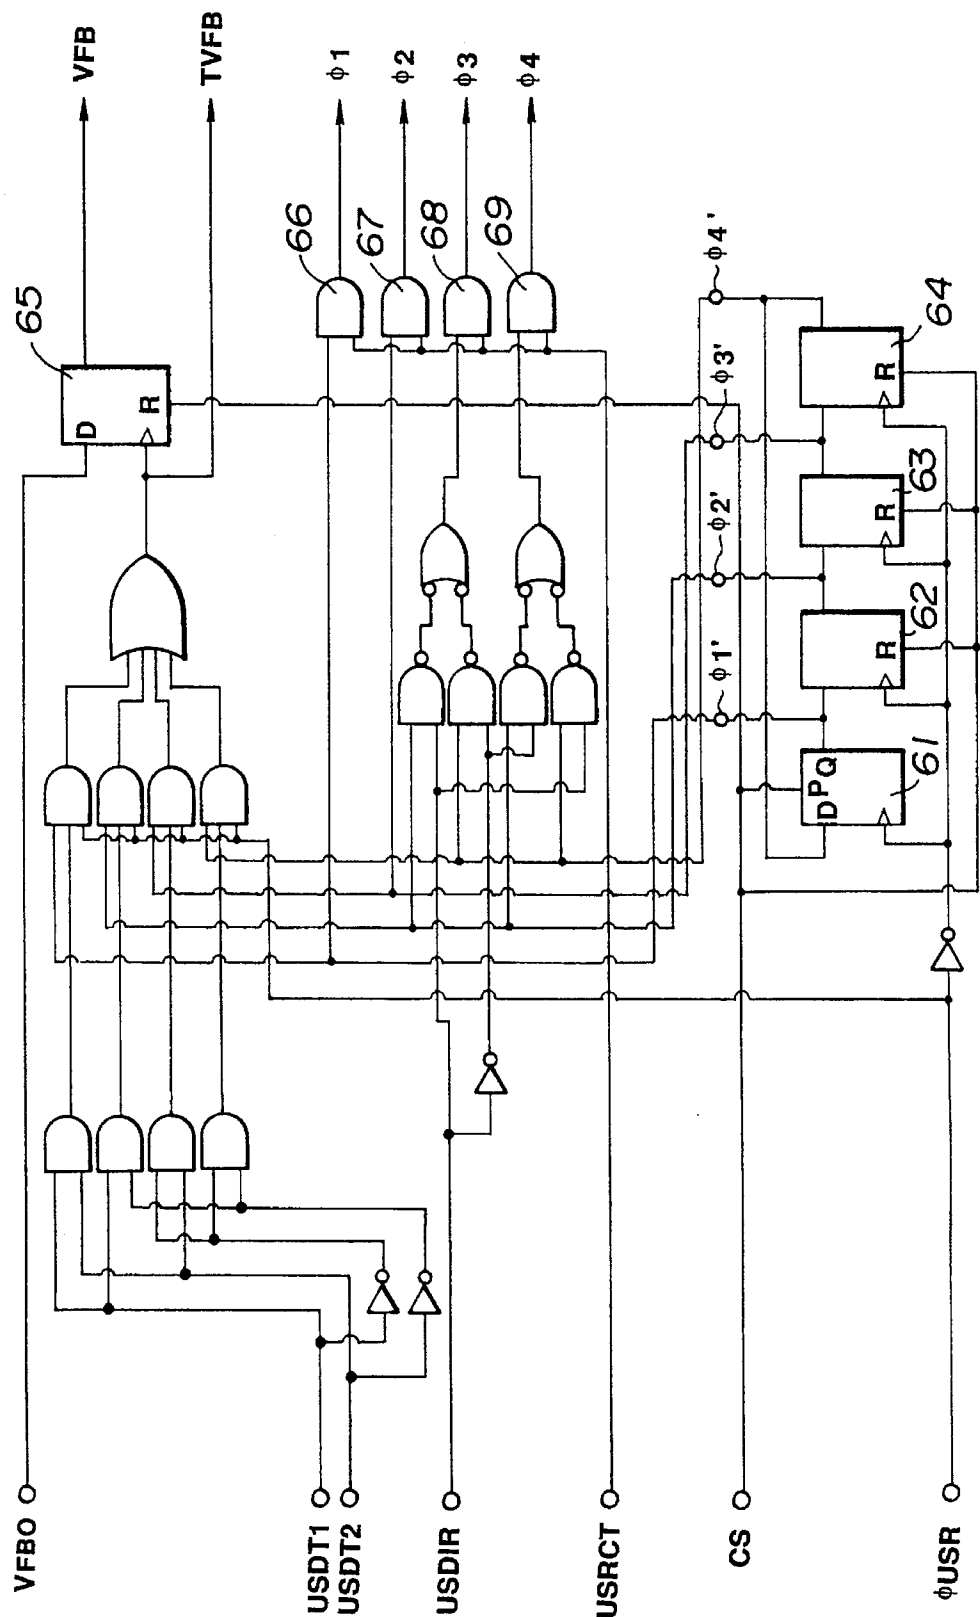 VFB
TVFB
ϕ1
ϕ2
ϕ3
ϕ4
65
D
R
66
67
68
69
ϕ1'
ϕ2'
ϕ3'
ϕ4'
D P Q
61
R
62
R
63
R
64
VFBO
USDT1
USDT2
USDIR
USRCT
CS
ϕUSR